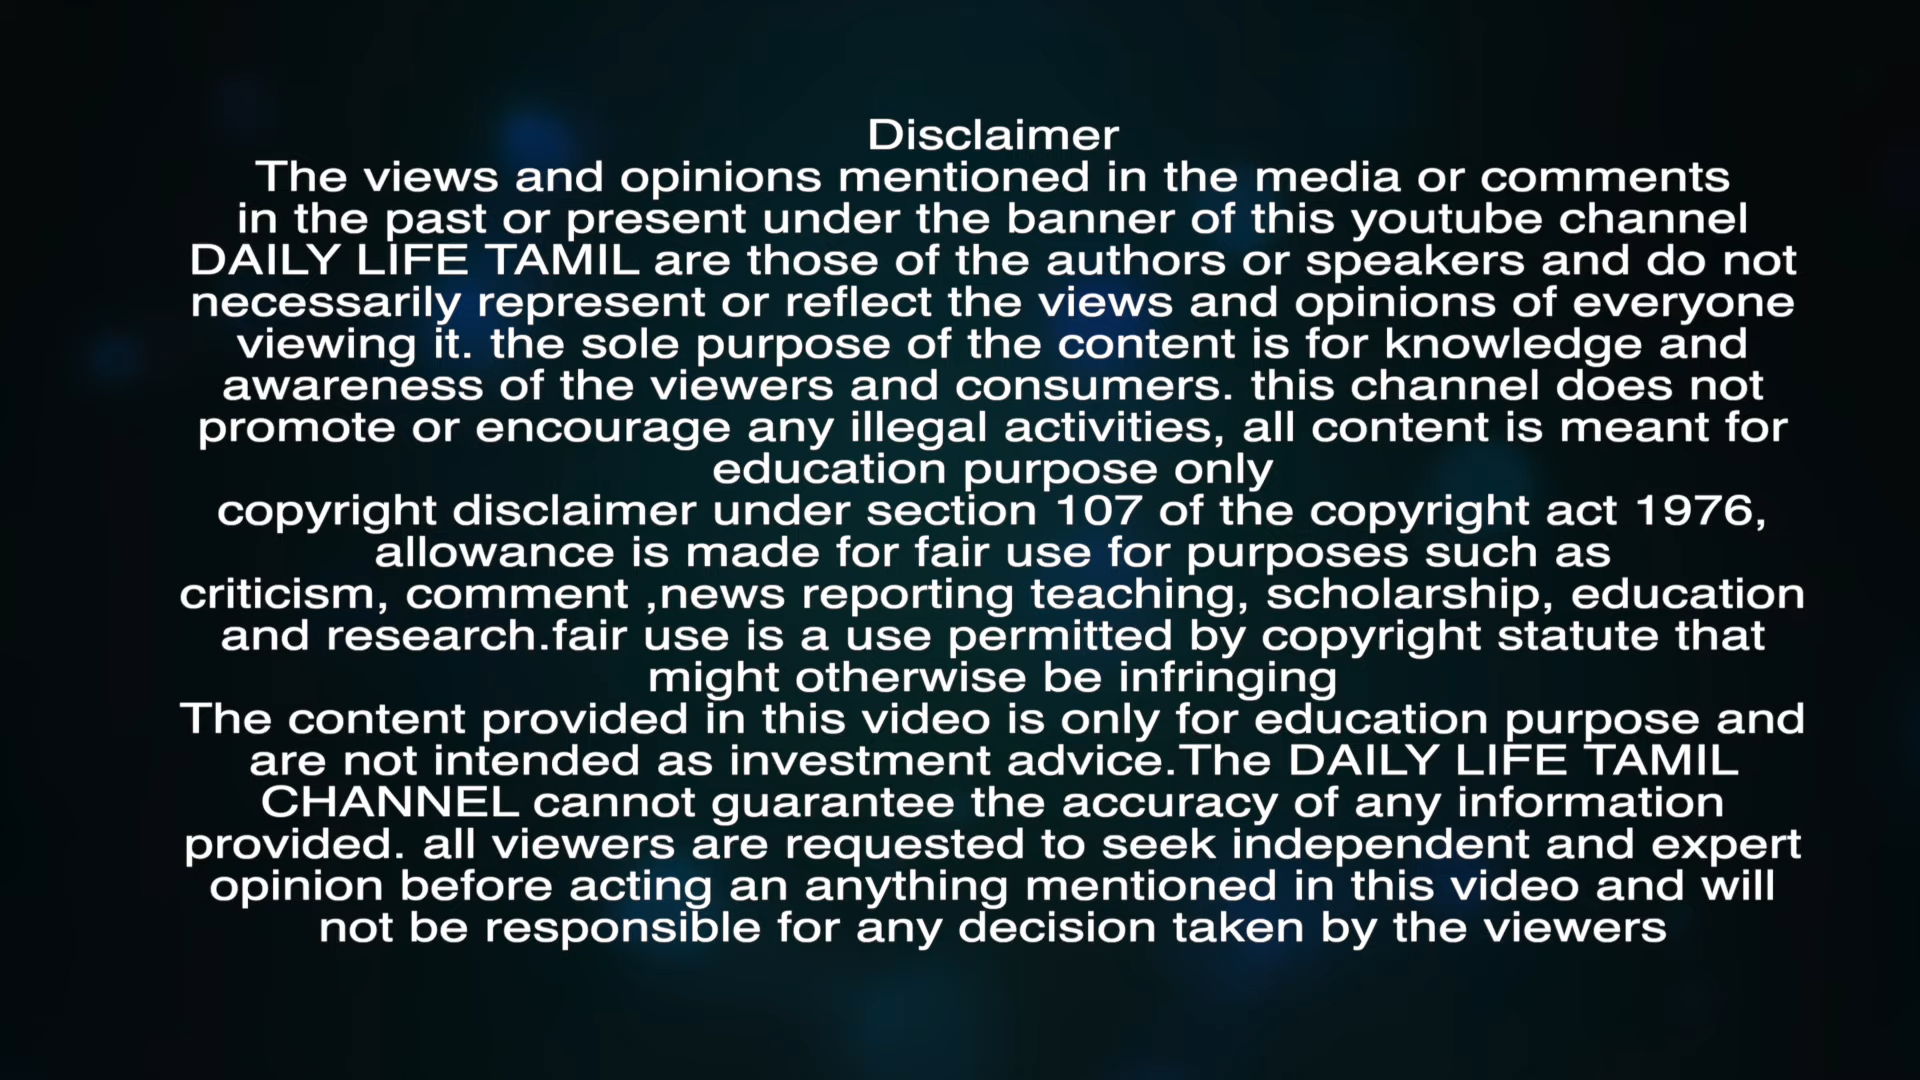 Disclaimer
The views and opinions mentioned in the media or comments
in the past or present under the banner of this youtube channel
DAILY LIFE TAMIL are those of the authors or speakers and do not
necessarily represent or reflect the views and opinions of everyone
viewing it. the sole purpose of the content is for knowledge and
awareness of the viewers and consumers. this channel does not
promote or encourage any illegal activities, all content is meant for
education purpose only
copyright disclaimer under section 107 of the copyright act 1976,
allowance is made for fair use for purposes such as
criticism, comment ,news reporting teaching, scholarship, education
and research.fair use is a use permitted by copyright statute that
might otherwise be infringing
The content provided in this video is only for education purpose and
are not intended as investment advice.The DAILY LIFE TAMIL
CHANNEL cannot guarantee the accuracy of any information
provided. all viewers are requested to seek independent and expert
opinion before acting an anything mentioned in this video and will
not be responsible for any decision taken by the viewers